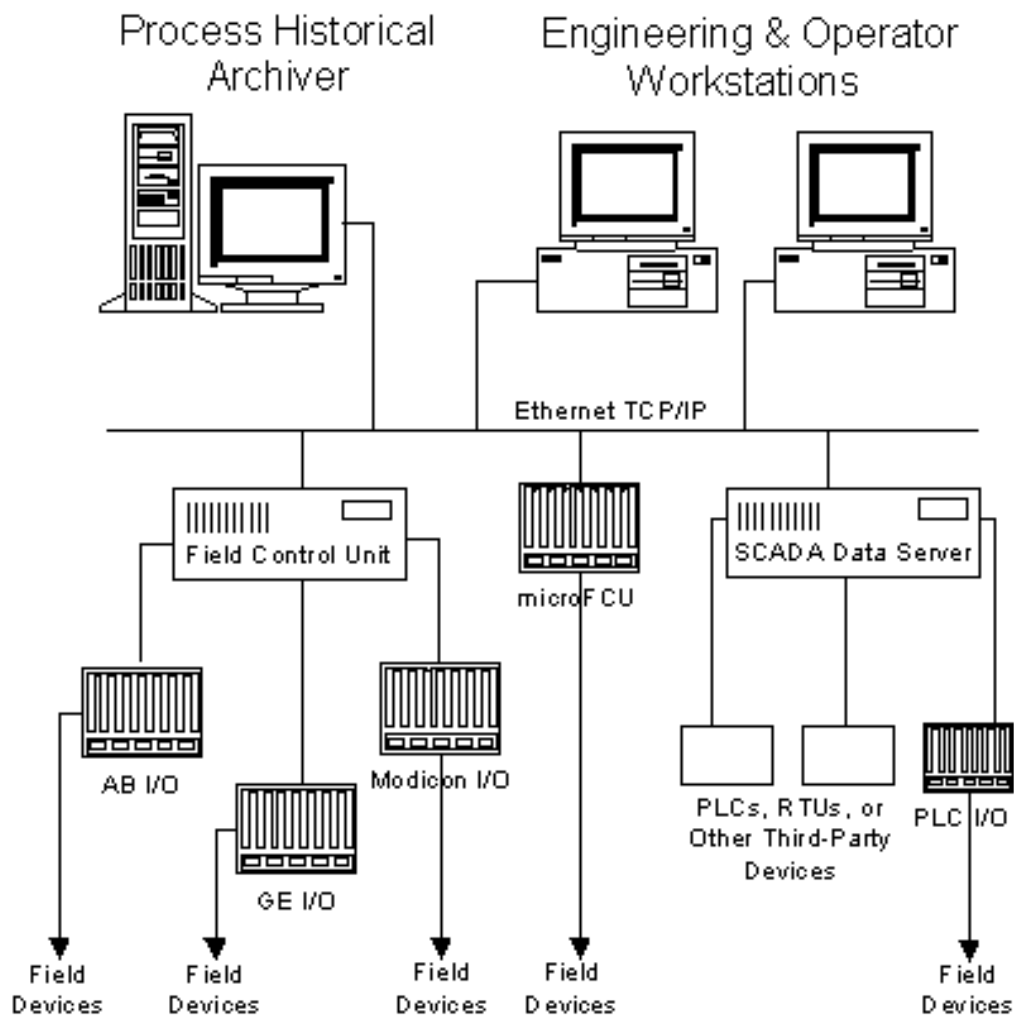 Process Historical
Archiver
Engineering & Operator
Workstations
Ethernet TCP/IP
Field Control Unit
SCADA Data Server
microFCU
AB I/O
Modicon I/O
GE I/O
PLCs, RTUs, or
Other Third-Party
Devices
PLC I/O
Field
Devices
Field
Devices
Field
Devices
Field
Devices
Field
Devices